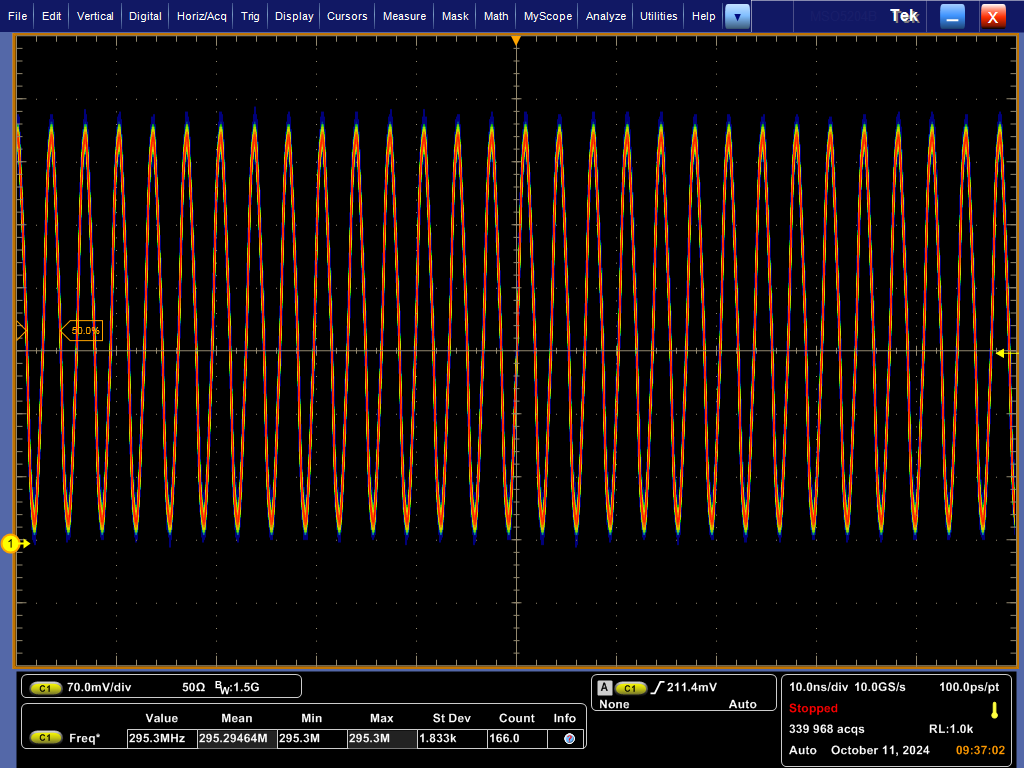 File Edit Vertical Digital Horiz/Acq Trig Display Cursors Measure Mask Math MyScope Analyze Utilities Help Tek X
50.0%
1
C1 70.0mV/div 50Ω BW:1.5G
A C1 211.4mV
None Auto
10.0ns/div 10.0GS/s 100.0ps/pt
Stopped
339 968 acqs RL:1.0k
Auto October 11, 2024 09:37:02
Value Mean Min Max St Dev Count Info
C1 Freq* 295.3MHz 295.29464M 295.3M 295.3M 1.833k 166.0